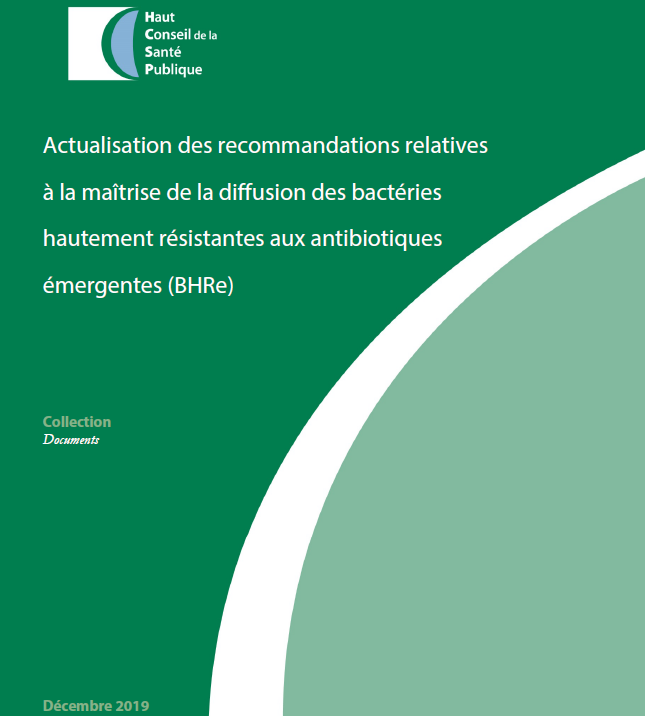 Haut
Conseil de la
Santé
Publique
Actualisation des recommandations relatives
à la maîtrise de la diffusion des bactéries
hautement résistantes aux antibiotiques
émergentes (BHRe)
Collection
Documents
Décembre 2019